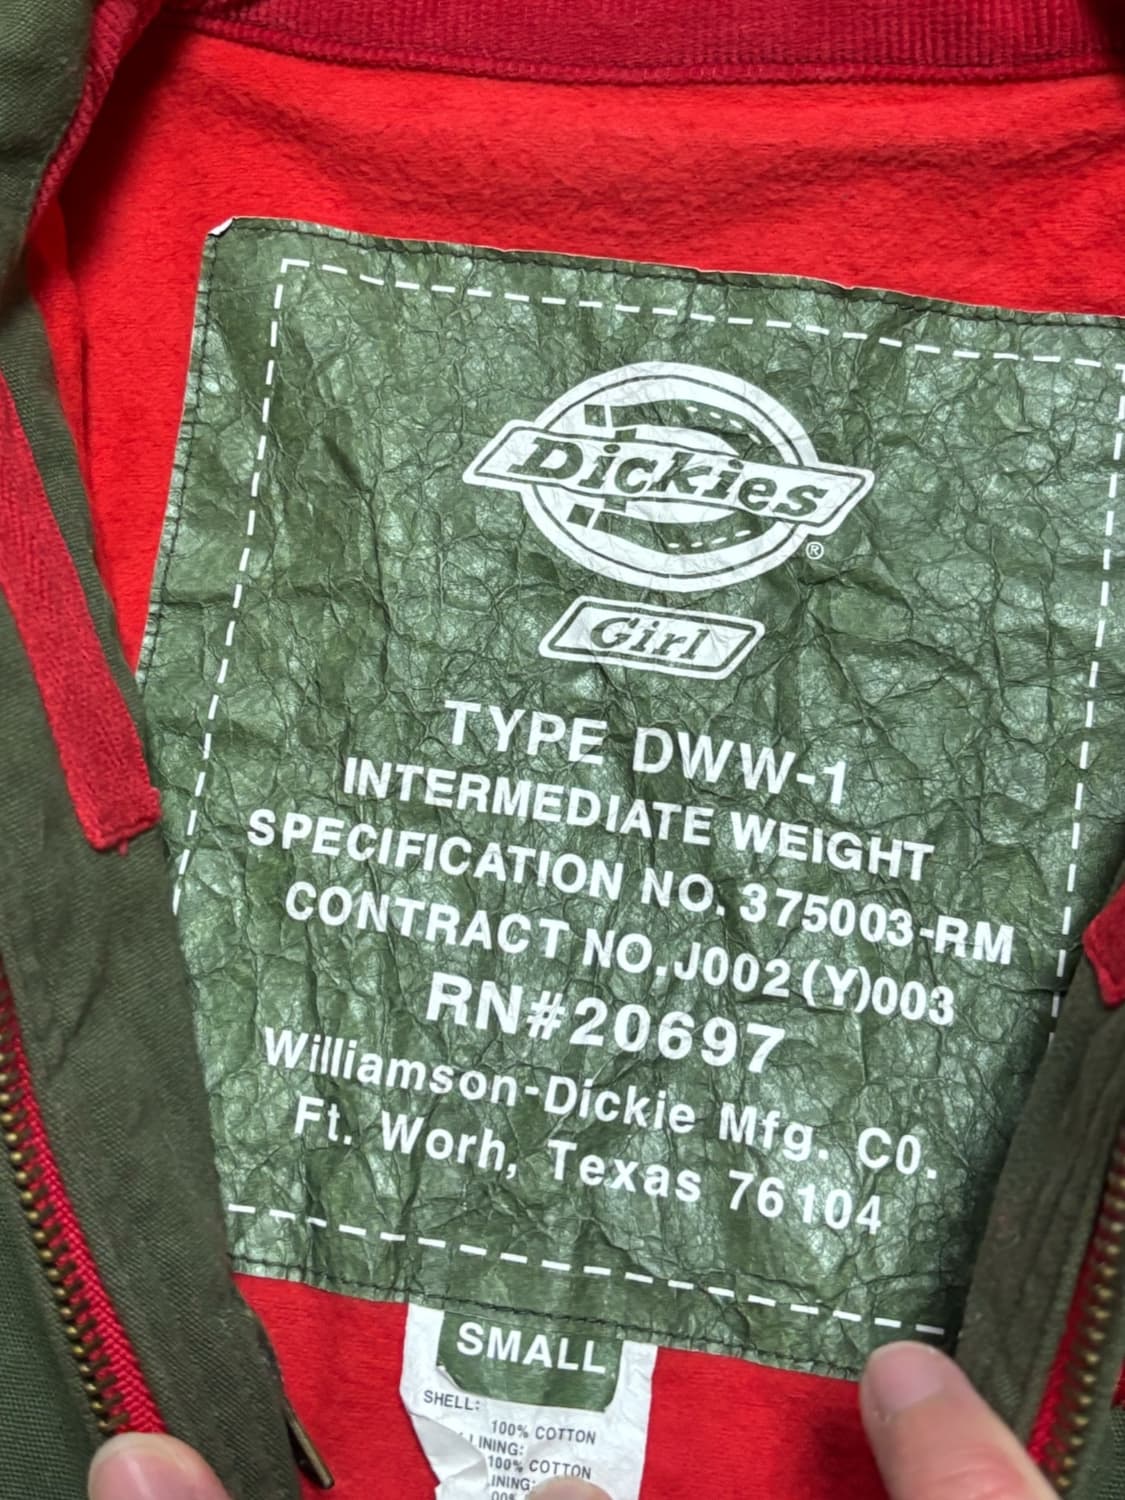 Dickies
®
Girl
TYPE DWW-1
INTERMEDIATE WEIGHT
SPECIFICATION NO. 375003-RM
CONTRACT NO. J002(Y)003
RN#20697
Williamson-Dickie Mfg. CO.
Ft. Worh, Texas 76104
SMALL
SHELL:
100% COTTON
LINING:
100% COTTON